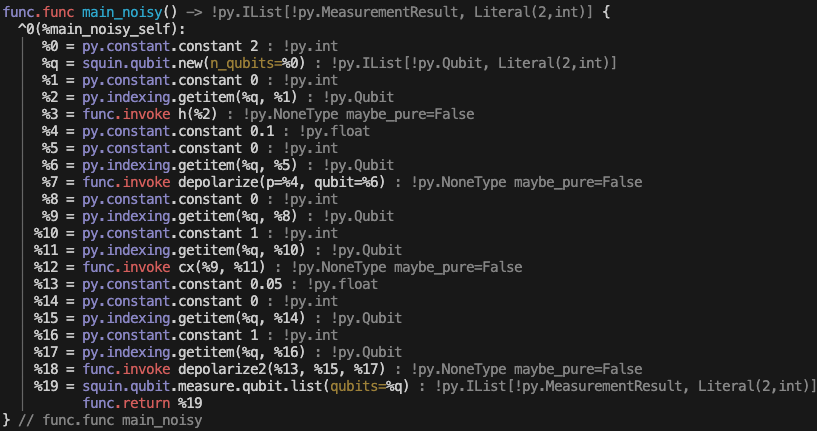 func.func main_noisy() -> !py.IList[!py.MeasurementResult, Literal(2,int)] {
^0(%main_noisy_self):
%0 = py.constant.constant 2 : !py.int
%q = squin.qubit.new(n_qubits=%0) : !py.IList[!py.Qubit, Literal(2,int)]
%1 = py.constant.constant 0 : !py.int
%2 = py.indexing.getitem(%q, %1) : !py.Qubit
%3 = func.invoke h(%2) : !py.NoneType maybe_pure=False
%4 = py.constant.constant 0.1 : !py.float
%5 = py.constant.constant 0 : !py.int
%6 = py.indexing.getitem(%q, %5) : !py.Qubit
%7 = func.invoke depolarize(p=%4, qubit=%6) : !py.NoneType maybe_pure=False
%8 = py.constant.constant 0 : !py.int
%9 = py.indexing.getitem(%q, %8) : !py.Qubit
%10 = py.constant.constant 1 : !py.int
%11 = py.indexing.getitem(%q, %10) : !py.Qubit
%12 = func.invoke cx(%9, %11) : !py.NoneType maybe_pure=False
%13 = py.constant.constant 0.05 : !py.float
%14 = py.constant.constant 0 : !py.int
%15 = py.indexing.getitem(%q, %14) : !py.Qubit
%16 = py.constant.constant 1 : !py.int
%17 = py.indexing.getitem(%q, %16) : !py.Qubit
%18 = func.invoke depolarize2(%13, %15, %17) : !py.NoneType maybe_pure=False
%19 = squin.qubit.measure.qubit.list(qubits=%q) : !py.IList[!py.MeasurementResult, Literal(2,int)]
func.return %19
} // func.func main_noisy